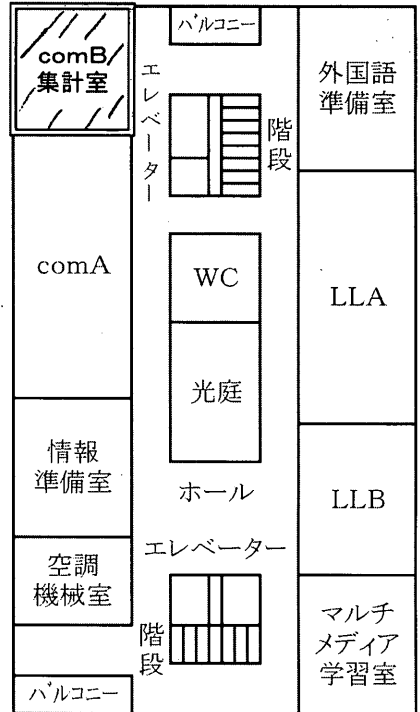 バルコニー
comB
集計室
エレベーター
階段
外国語
準備室
comA
WC
LLA
光庭
情報
準備室
ホール
LLB
エレベーター
空調
機械室
階段
マルチ
メディア
学習室
バルコニー